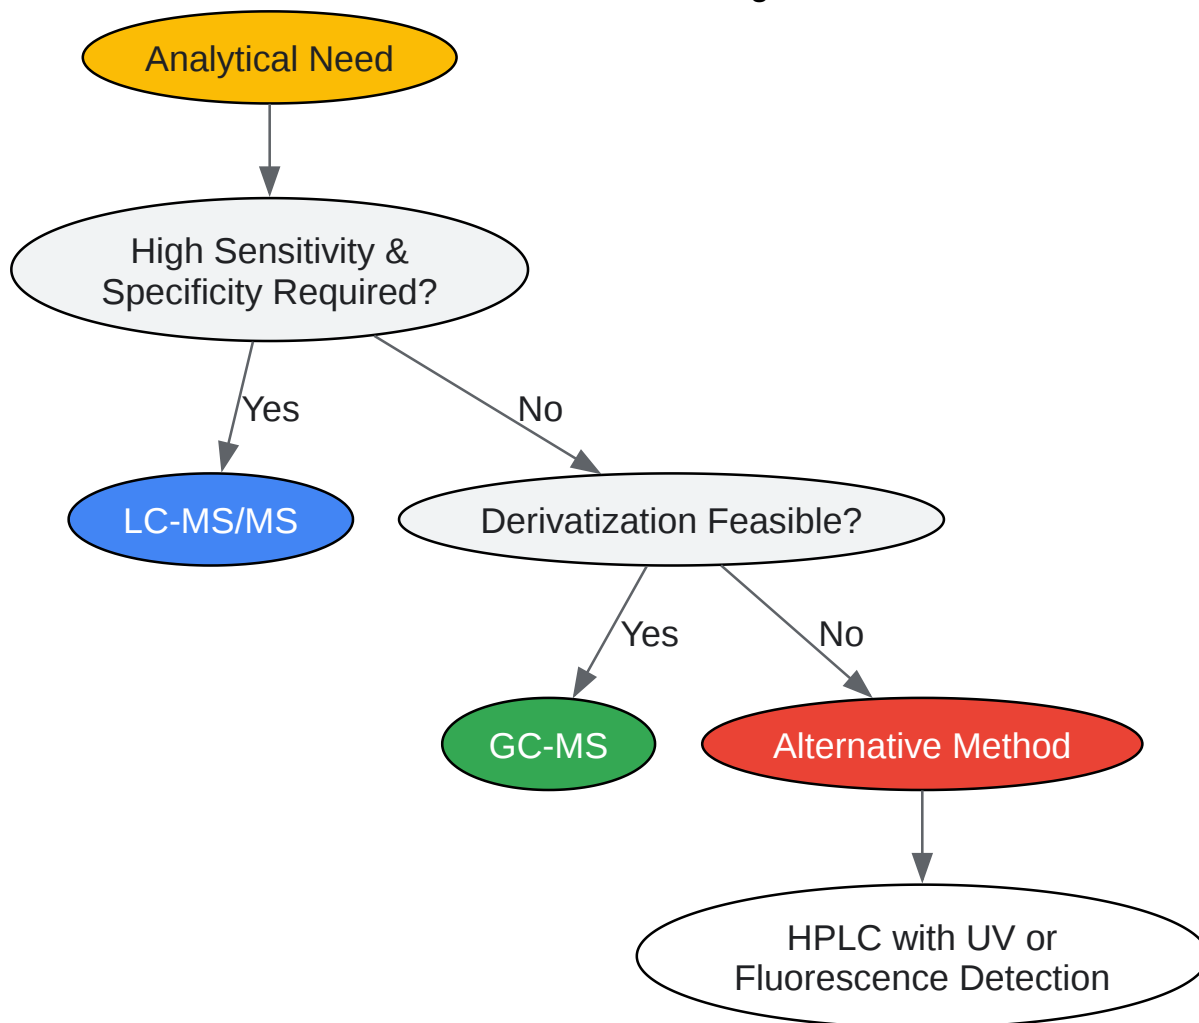 Analytical Need
High Sensitivity &
Specificity Required?
Yes
No
LC-MS/MS
Derivatization Feasible?
Yes
No
GC-MS
Alternative Method
HPLC with UV or
Fluorescence Detection